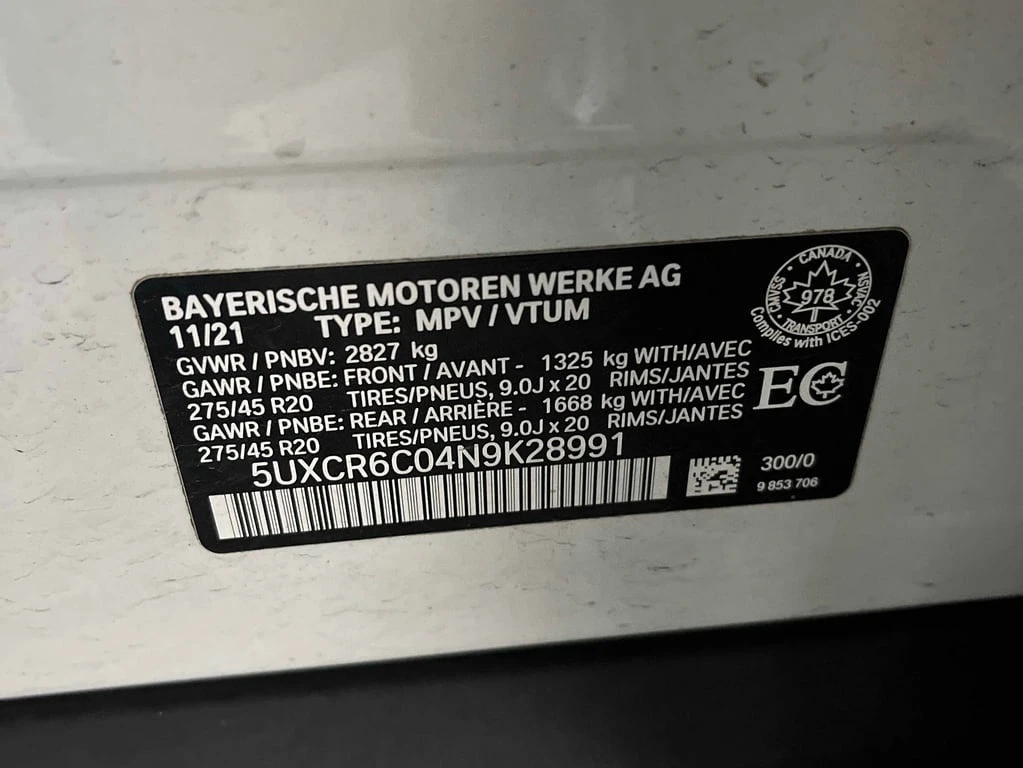 BAYERISCHE MOTOREN WERKE AG
11/21 TYPE: MPV / VTUM
GVWR / PNBV: 2827 kg
GAWR / PNBE: FRONT / AVANT - 1325 kg WITH/AVEC
275/45 R20 TIRES/PNEUS, 9.0J x 20 RIMS/JANTES
GAWR / PNBE: REAR / ARRIÈRE - 1668 kg WITH/AVEC
275/45 R20 TIRES/PNEUS, 9.0J x 20 RIMS/JANTES
5UXCR6C04N9K28991
CANADA
CMVSS
NSVAC
978
TRANSPORT
Complies with ICES-002
EC
300/0
9 853 706